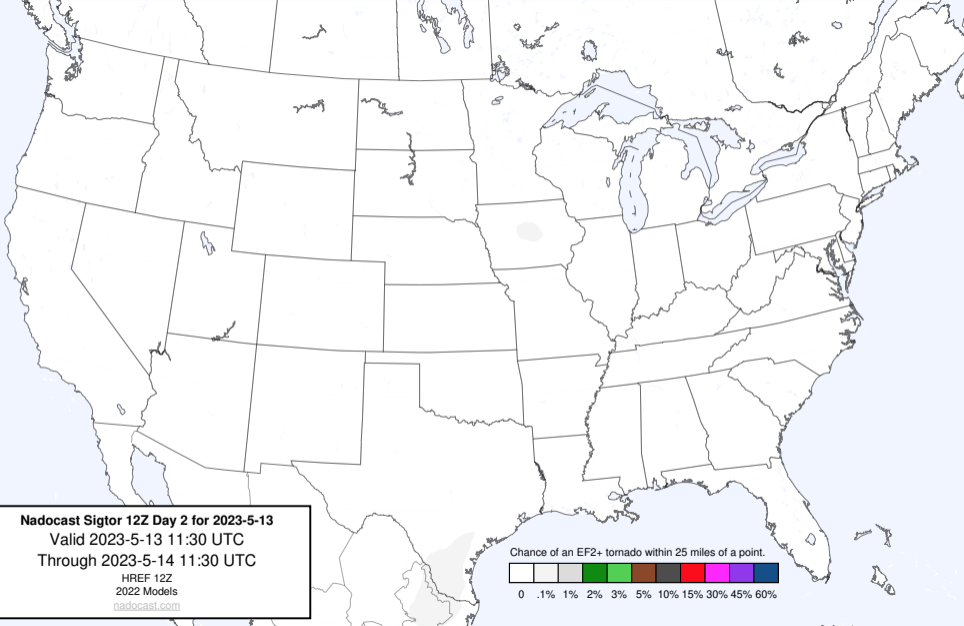 Nadocast Sigtor 12Z Day 2 for 2023-5-13
Valid 2023-5-13 11:30 UTC
Through 2023-5-14 11:30 UTC
HREF 12Z
2022 Models
nadocast.com
Chance of an EF2+ tornado within 25 miles of a point.
0 .1% 1% 2% 3% 5% 10% 15% 30% 45% 60%